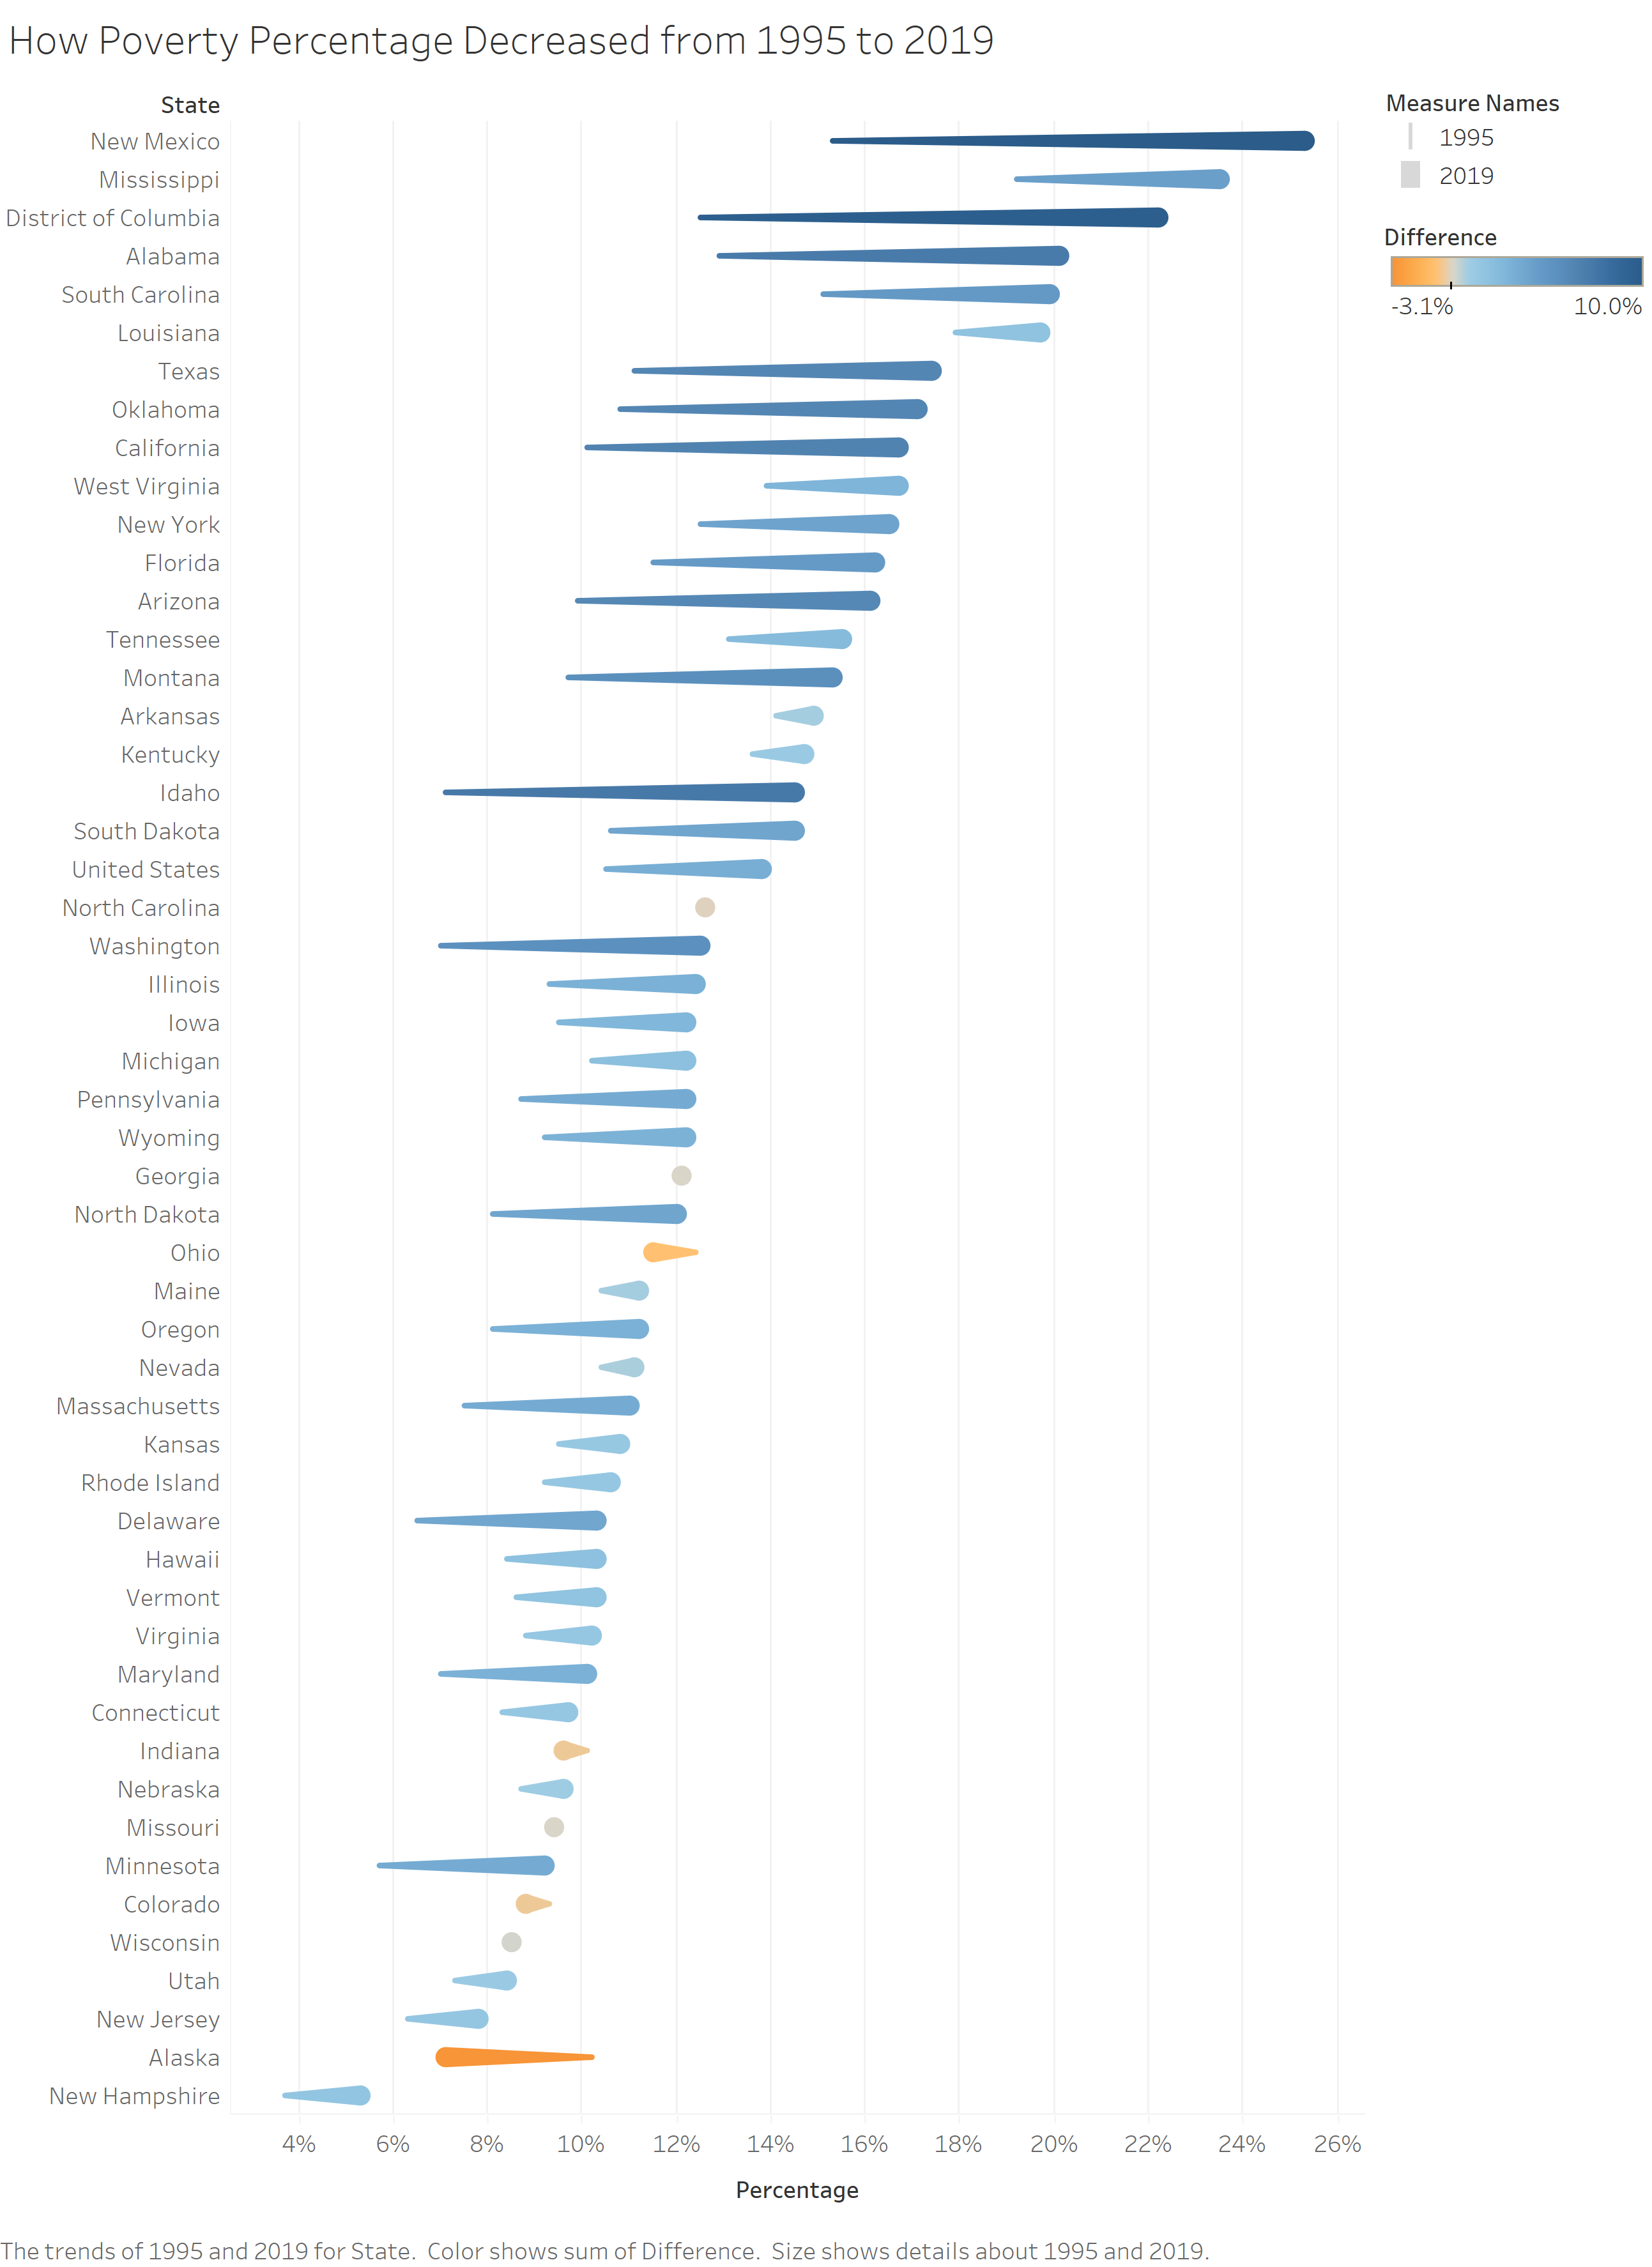 How Poverty Percentage Decreased from 1995 to 2019
State
New Mexico
Mississippi
District of Columbia
Alabama
South Carolina
Louisiana
Texas
Oklahoma
California
West Virginia
New York
Florida
Arizona
Tennessee
Montana
Arkansas
Kentucky
Idaho
South Dakota
United States
North Carolina
Washington
Illinois
Iowa
Michigan
Pennsylvania
Wyoming
Georgia
North Dakota
Ohio
Maine
Oregon
Nevada
Massachusetts
Kansas
Rhode Island
Delaware
Hawaii
Vermont
Virginia
Maryland
Connecticut
Indiana
Nebraska
Missouri
Minnesota
Colorado
Wisconsin
Utah
New Jersey
Alaska
New Hampshire
4% 6% 8% 10% 12% 14% 16% 18% 20% 22% 24% 26%
Percentage
Measure Names
1995
2019
Difference
-3.1% 10.0%
The trends of 1995 and 2019 for State. Color shows sum of Difference. Size shows details about 1995 and 2019.